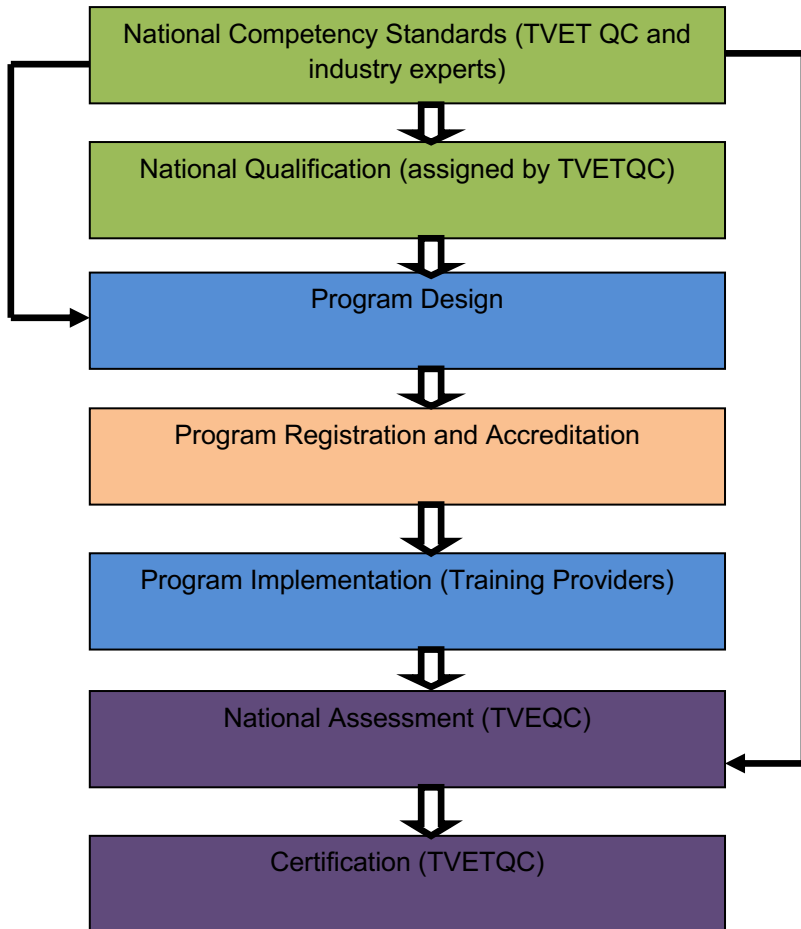 National Competency Standards (TVET QC and
industry experts)
National Qualification (assigned by TVETQC)
Program Design
Program Registration and Accreditation
Program Implementation (Training Providers)
National Assessment (TVEQC)
Certification (TVETQC)